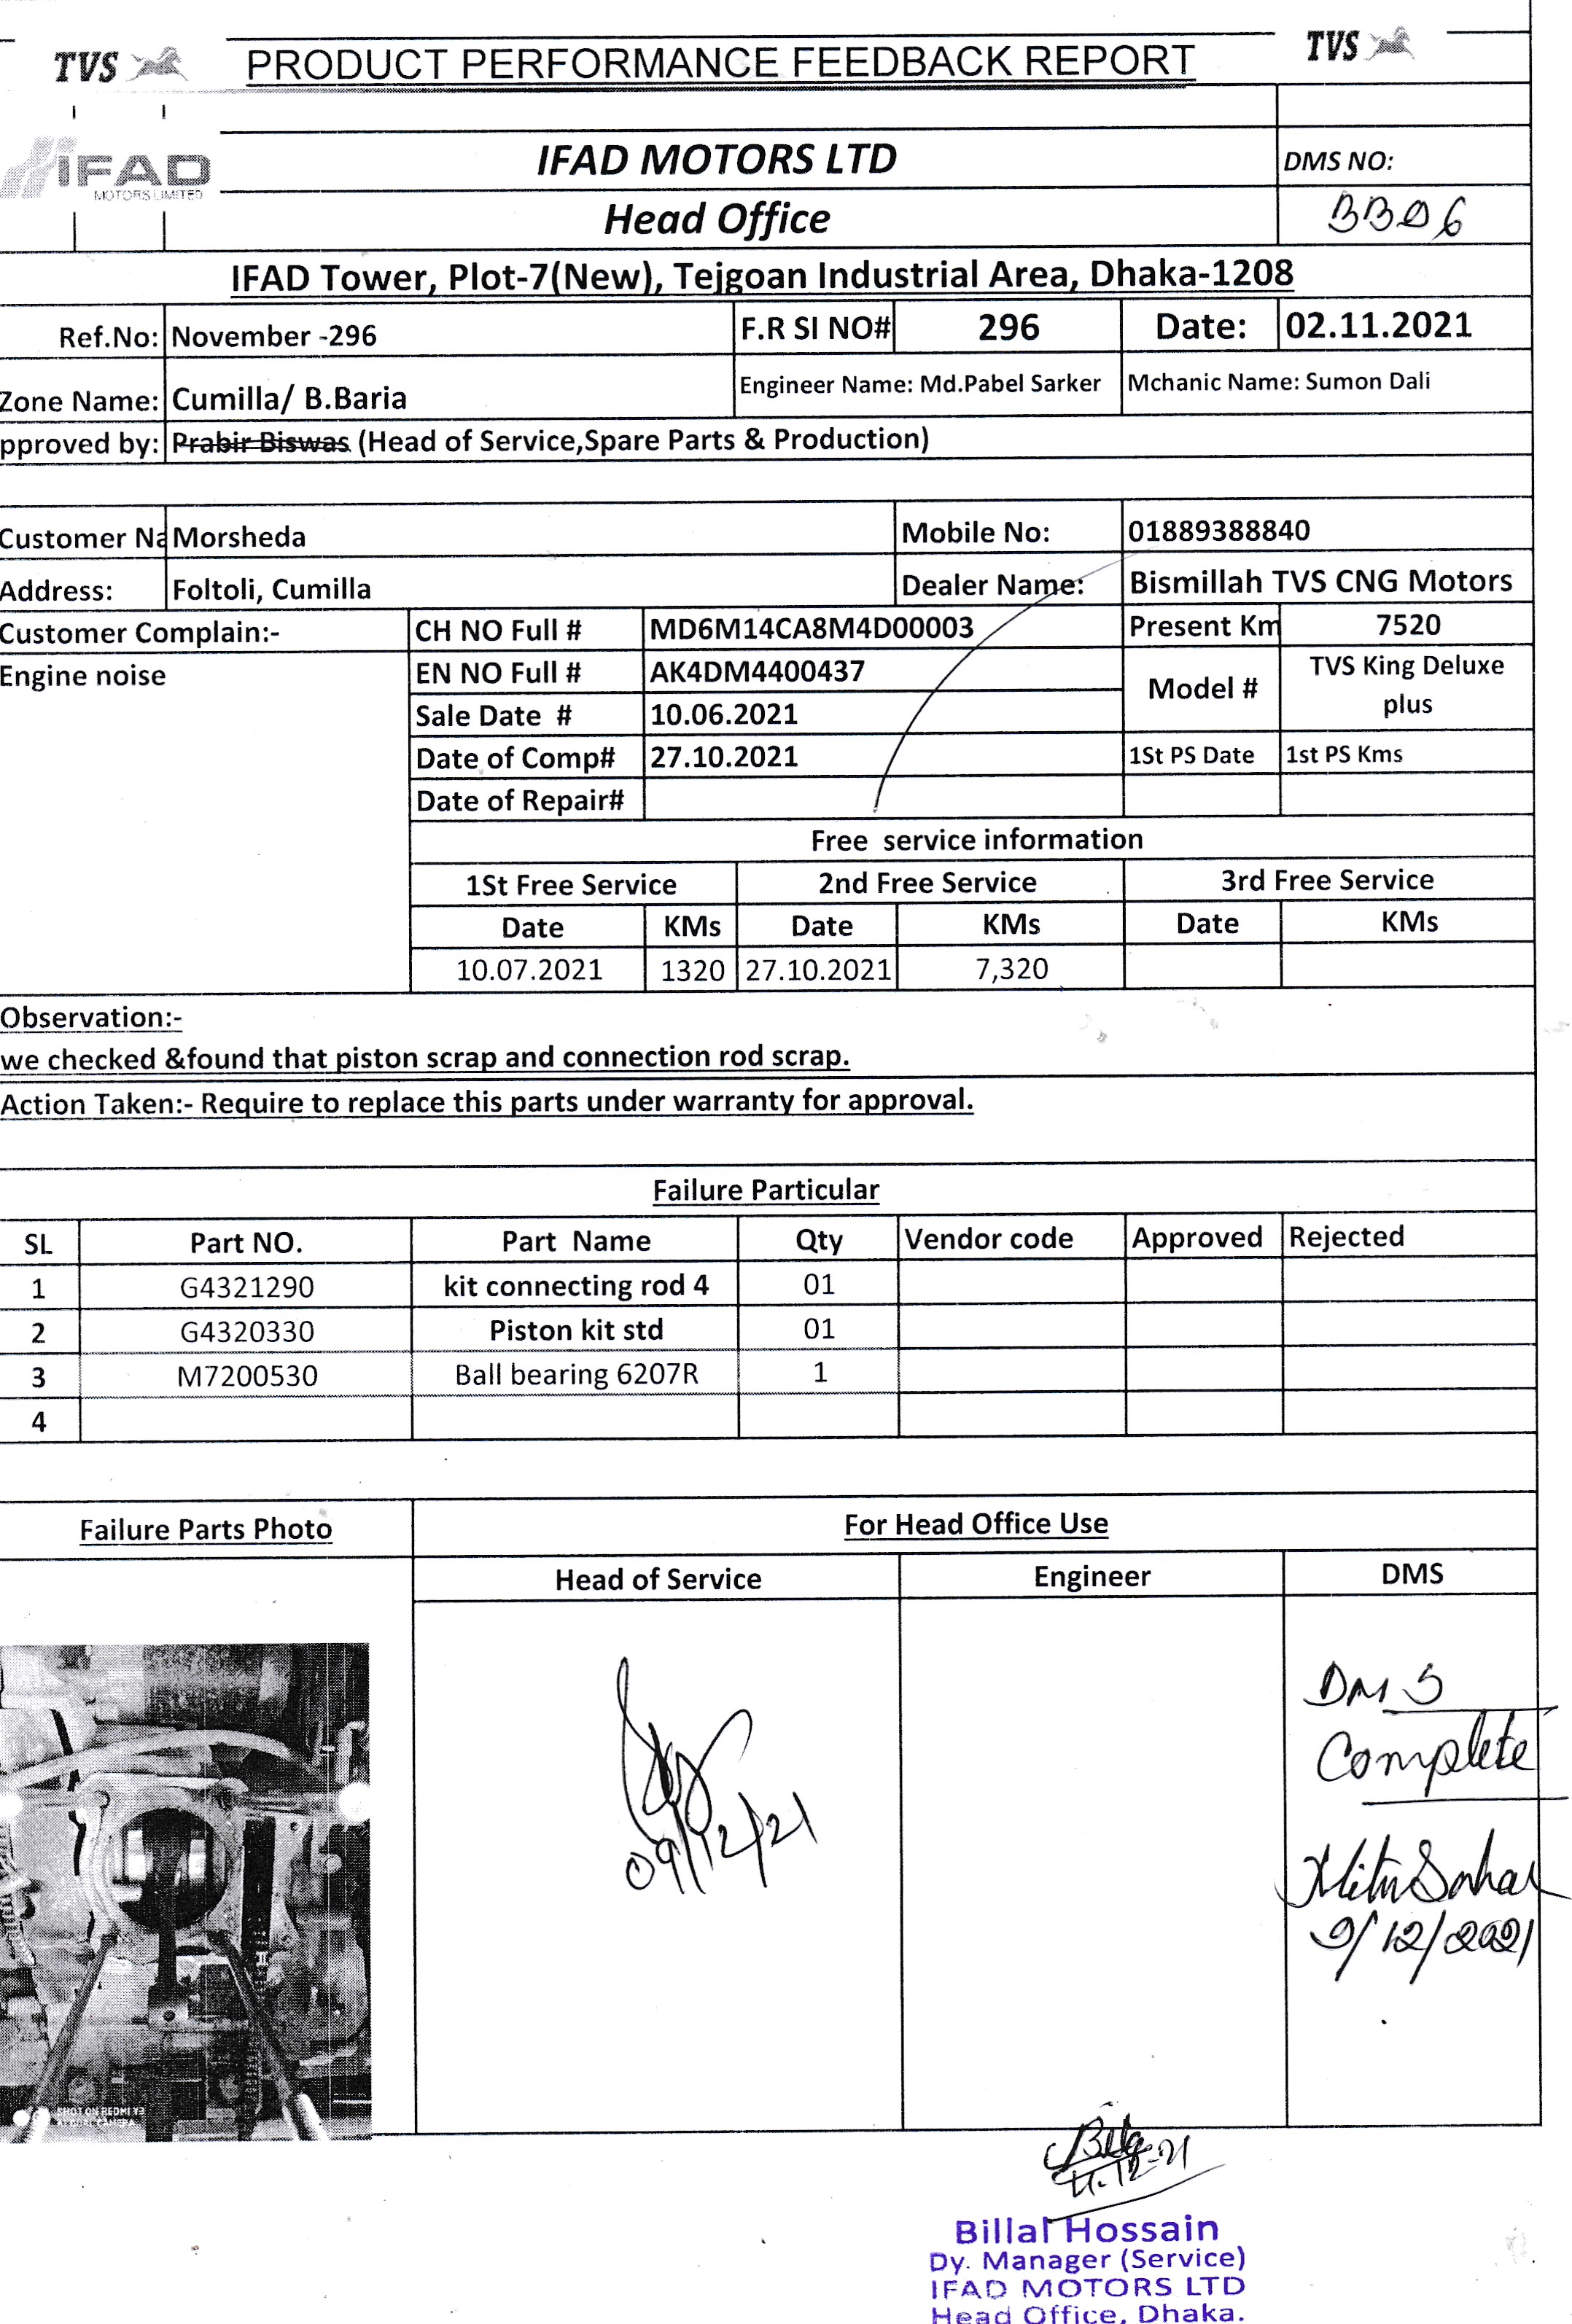 TVS PRODUCT PERFORMANCE FEEDBACK REPORT TVS
IFAD
MOTORS LIMITED
IFAD MOTORS LTD
DMS NO:
Head Office
BB06
IFAD Tower, Plot-7(New), Tejgoan Industrial Area, Dhaka-1208
Ref.No: November -296 F.R SI NO# 296 Date: 02.11.2021
Zone Name: Cumilla/ B.Baria Engineer Name: Md.Pabel Sarker Mchanic Name: Sumon Dali
pproved by: Prabir Biswas (Head of Service,Spare Parts & Production)
Customer Na Morsheda Mobile No: 01889388840
Address: Foltoli, Cumilla Dealer Name: Bismillah TVS CNG Motors
Customer Complain:- CH NO Full # MD6M14CA8M4D00003 Present Km 7520
Engine noise EN NO Full # AK4DM4400437 Model # TVS King Deluxe plus
Sale Date # 10.06.2021
Date of Comp# 27.10.2021 1St PS Date 1st PS Kms
Date of Repair#
Free service information
1St Free Service 2nd Free Service 3rd Free Service
Date KMs Date KMs Date KMs
10.07.2021 1320 27.10.2021 7,320
Observation:-
we checked &found that piston scrap and connection rod scrap.
Action Taken:- Require to replace this parts under warranty for approval.
Failure Particular
SL Part NO. Part Name Qty Vendor code Approved Rejected
1 G4321290 kit connecting rod 4 01
2 G4320330 Piston kit std 01
3 M7200530 Ball bearing 6207R 1
4
Failure Parts Photo For Head Office Use
Head of Service Engineer DMS
DMS
Complete
09/12/21
9/12/2021
SHOT ON REDMI Y3
AI DUAL CAMERA
Billal Hossain
Dy. Manager (Service)
IFAD MOTORS LTD
Head Office, Dhaka.